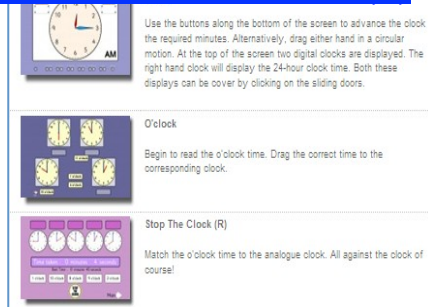 Use the buttons along the bottom of the screen to advance the clock
the required minutes. Alternatively, drag either hand in a circular
motion. At the top of the screen two digital clocks are displayed. The
right hand clock will display the 24-hour clock time. Both these
displays can be cover by clicking on the sliding doors.
AM
O'clock
Begin to read the o'clock time. Drag the correct time to the
corresponding clock.
Stop The Clock (R)
Match the o'clock time to the analogue clock. All against the clock of
course!